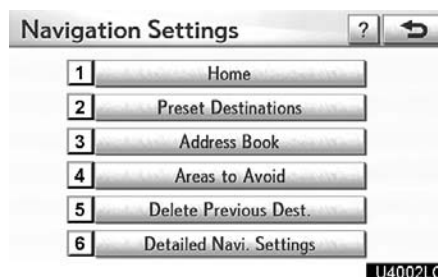 Navigation Settings ?
1 Home
2 Preset Destinations
3 Address Book
4 Areas to Avoid
5 Delete Previous Dest.
6 Detailed Navi. Settings